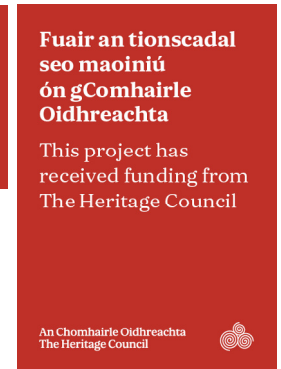 Fuair an tionscadal
seo maoiniú
ón gComhairle
Oidhreachta
This project has
received funding from
The Heritage Council
An Chomhairle Oidhreachta
The Heritage Council